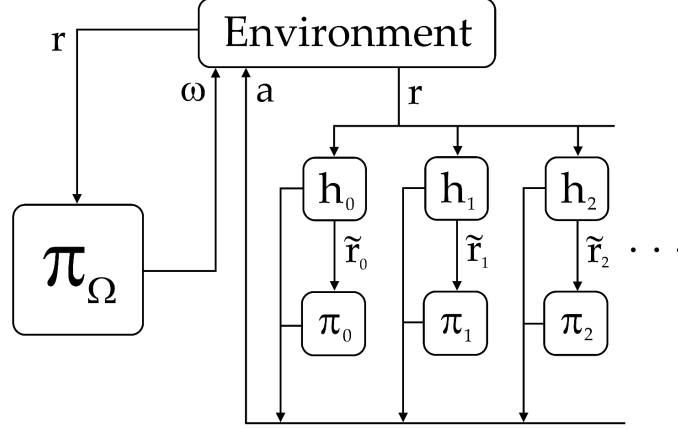 Environment
r
ω
a
r
h₀
h₁
h₂
r̃₀
r̃₁
r̃₂
. . .
π_Ω
π₀
π₁
π₂